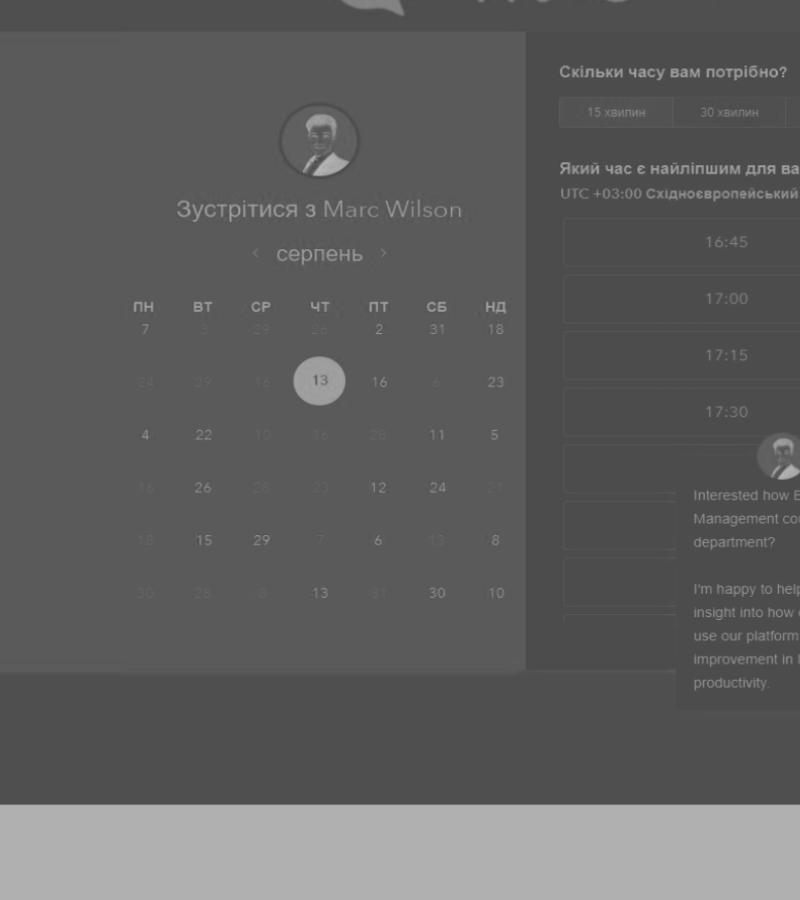 Зустрітися з Marc Wilson
< серпень >
ПН ВТ СР ЧТ ПТ СБ НД
7 3 29 26 2 31 18
24 29 16 13 16 6 23
4 22 10 16 28 11 5
16 26 28 23 12 24 21
18 15 29 7 6 13 8
30 28 8 13 31 30 10
Скільки часу вам потрібно?
15 хвилин 30 хвилин
Який час є найліпшим для ва
UTC +03:00 Східноєвропейський
16:45
17:00
17:15
17:30
Interested how E
Management co
department?
I'm happy to help
insight into how
use our platform
improvement in
productivity.